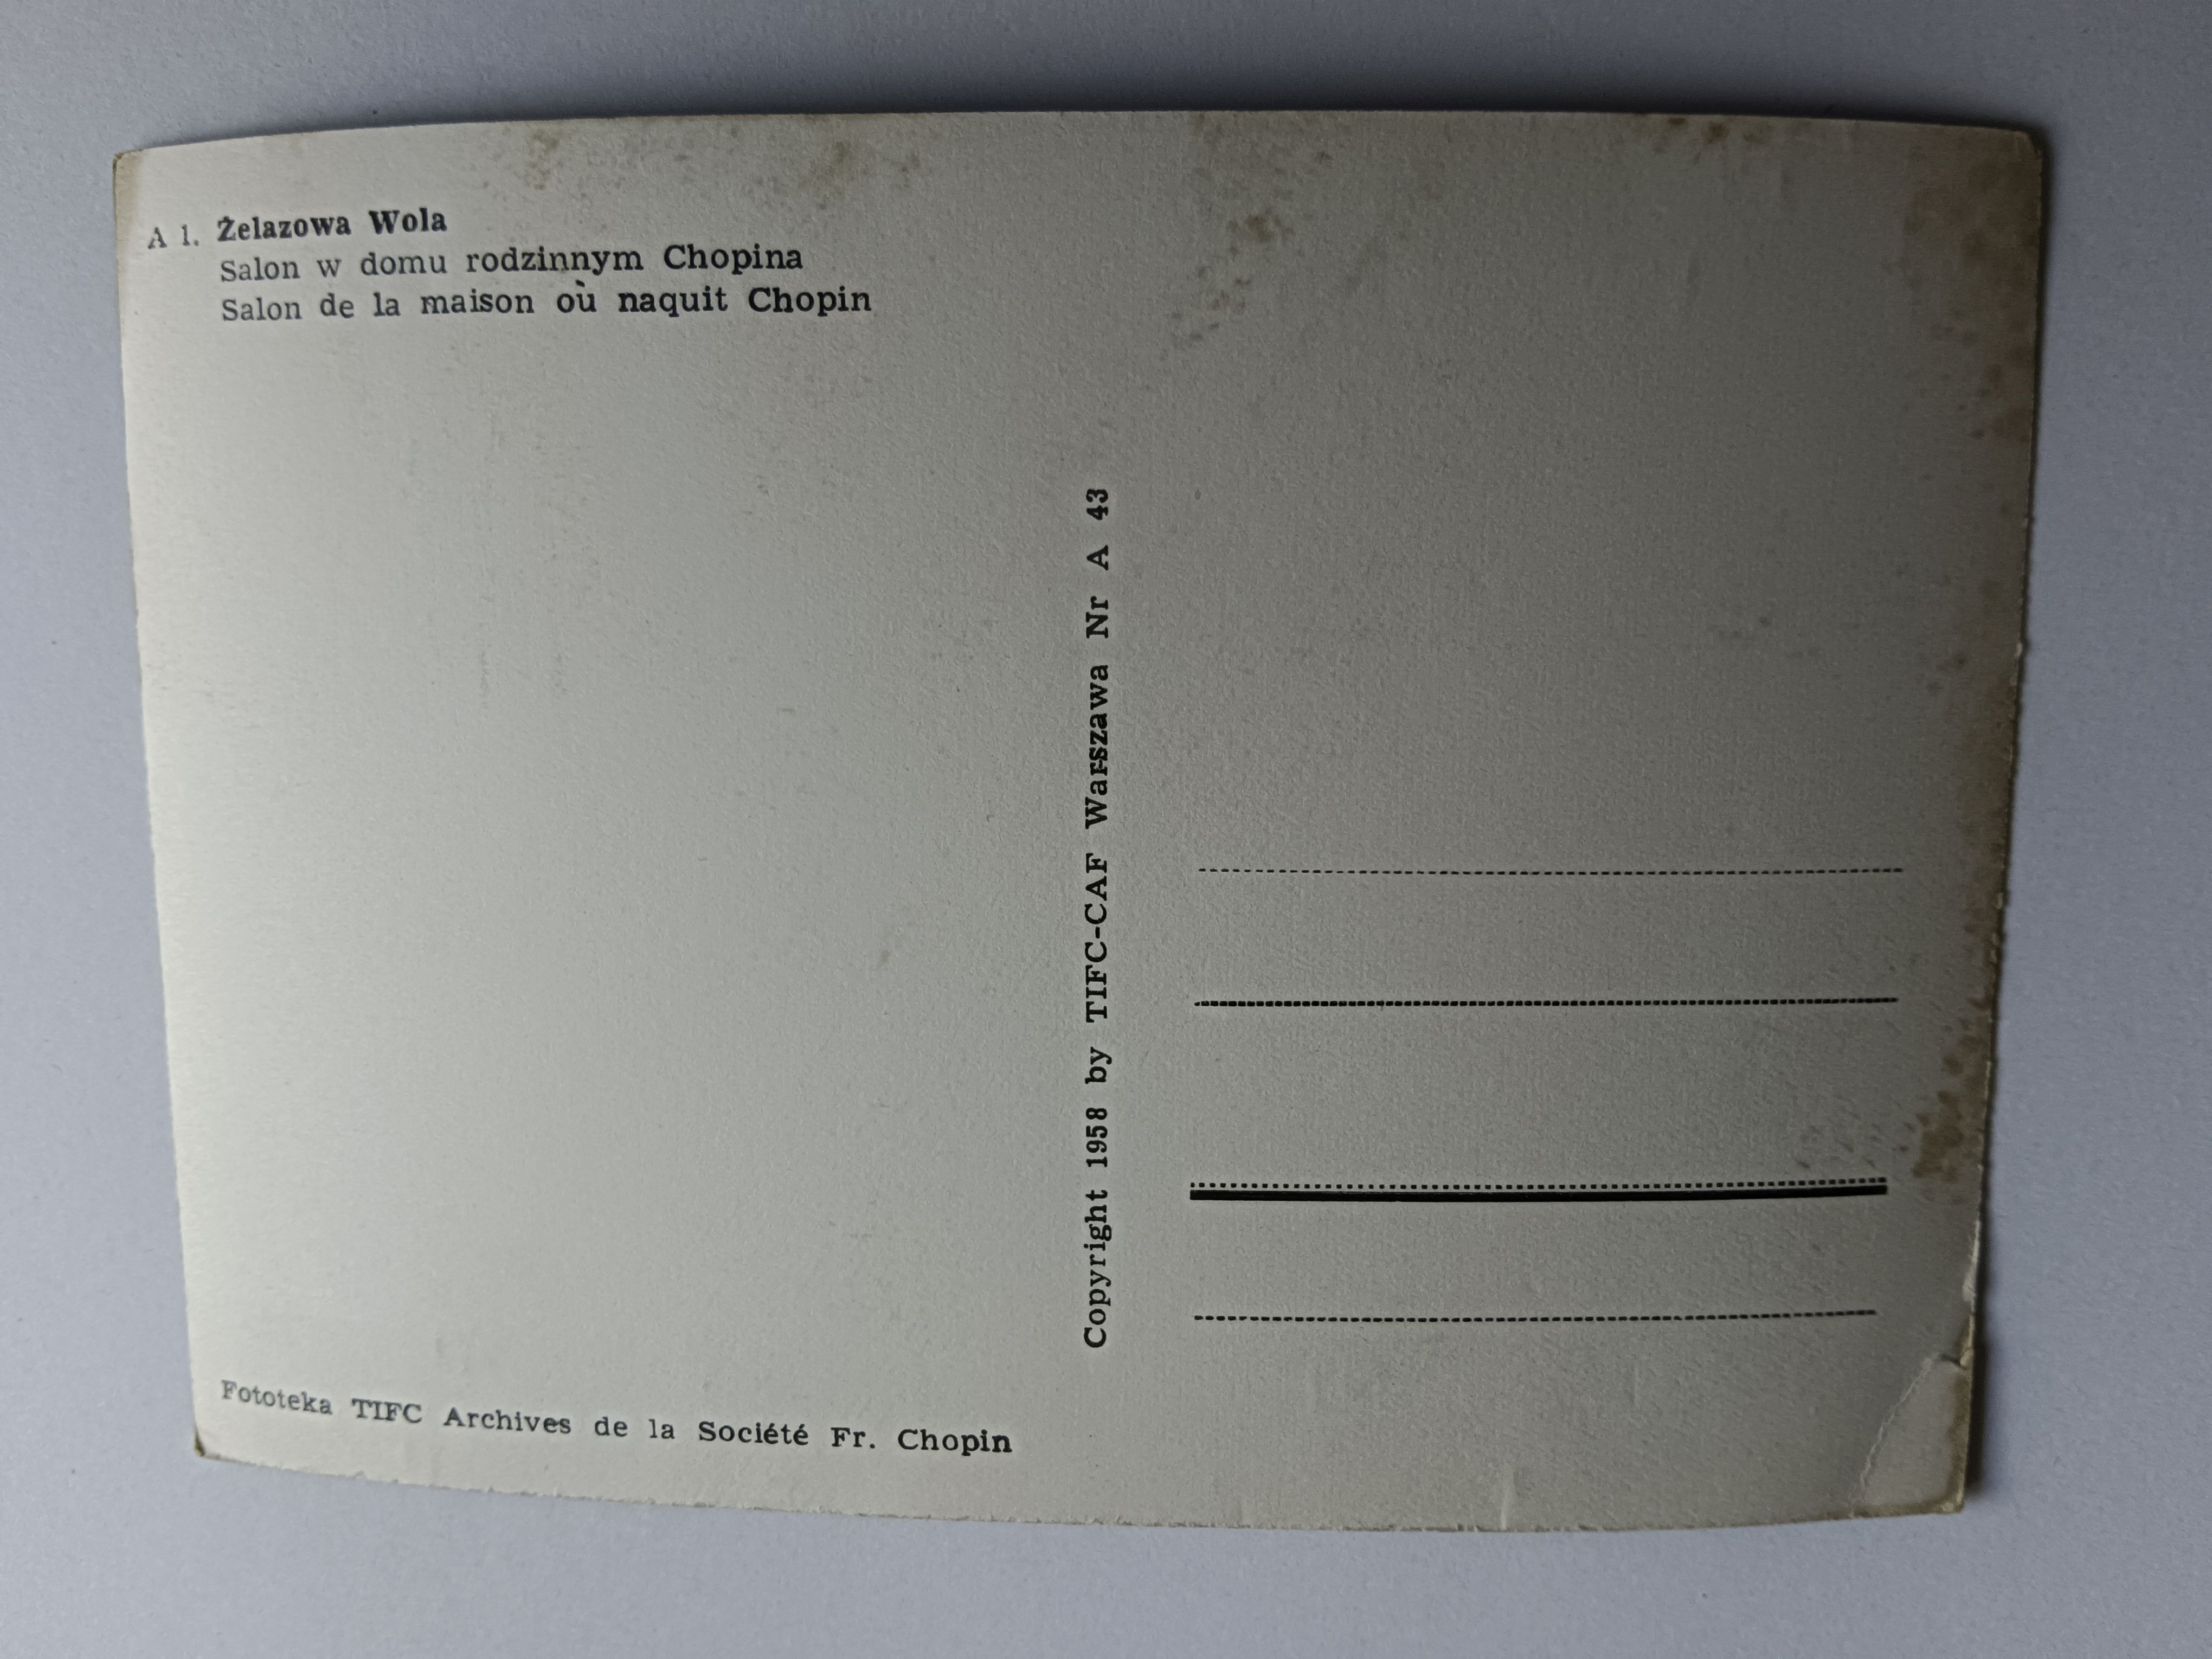 A 1. Żelazowa Wola
Salon w domu rodzinnym Chopina
Salon de la maison où naquit Chopin
Copyright 1958 by TIFC-CAF Warszawa Nr A 43
Fototeka TIFC Archives de la Société Fr. Chopin